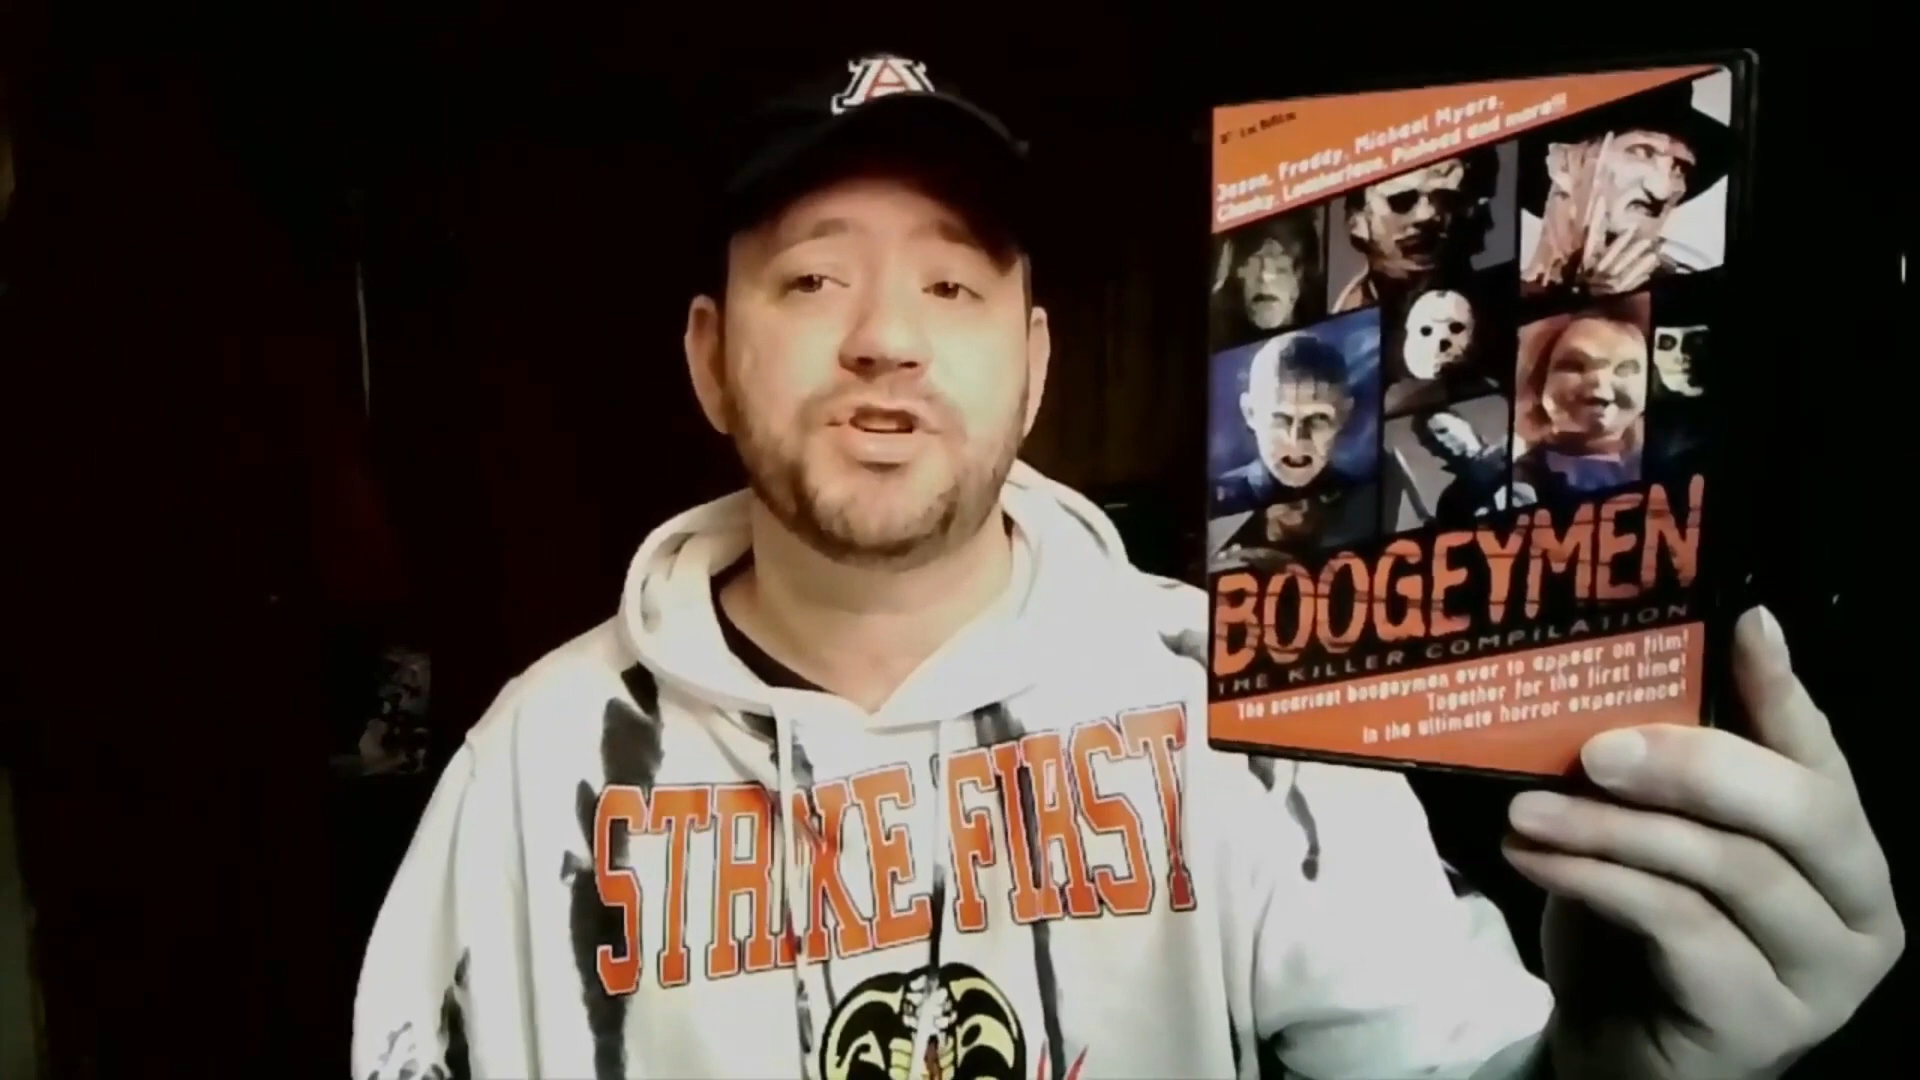 A
Jason, Freddy, Michael Myers,
Chucky, Leatherface, Pinhead and more!!!
BOOGEYMEN
THE KILLER COMPILATION
The scariest boogeymen ever to appear on film!
Together for the first time!
In the ultimate horror experience!
STRIKE FIRST